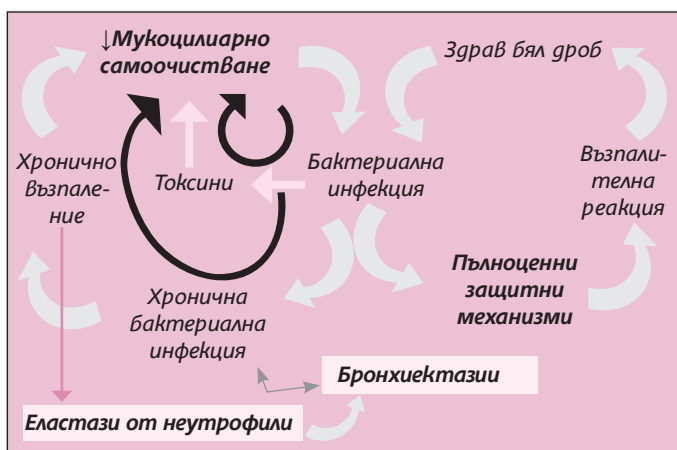 ↓Мукоцилиарно
самоочистване
Здрав бял дроб
Хронично
възпале-
ние
Токсини
Бактериална
инфекция
Възпали-
телна
реакция
Пълноценни
защитни
механизми
Хронична
бактериална
инфекция
Бронхиектазии
Еластази от неутрофили